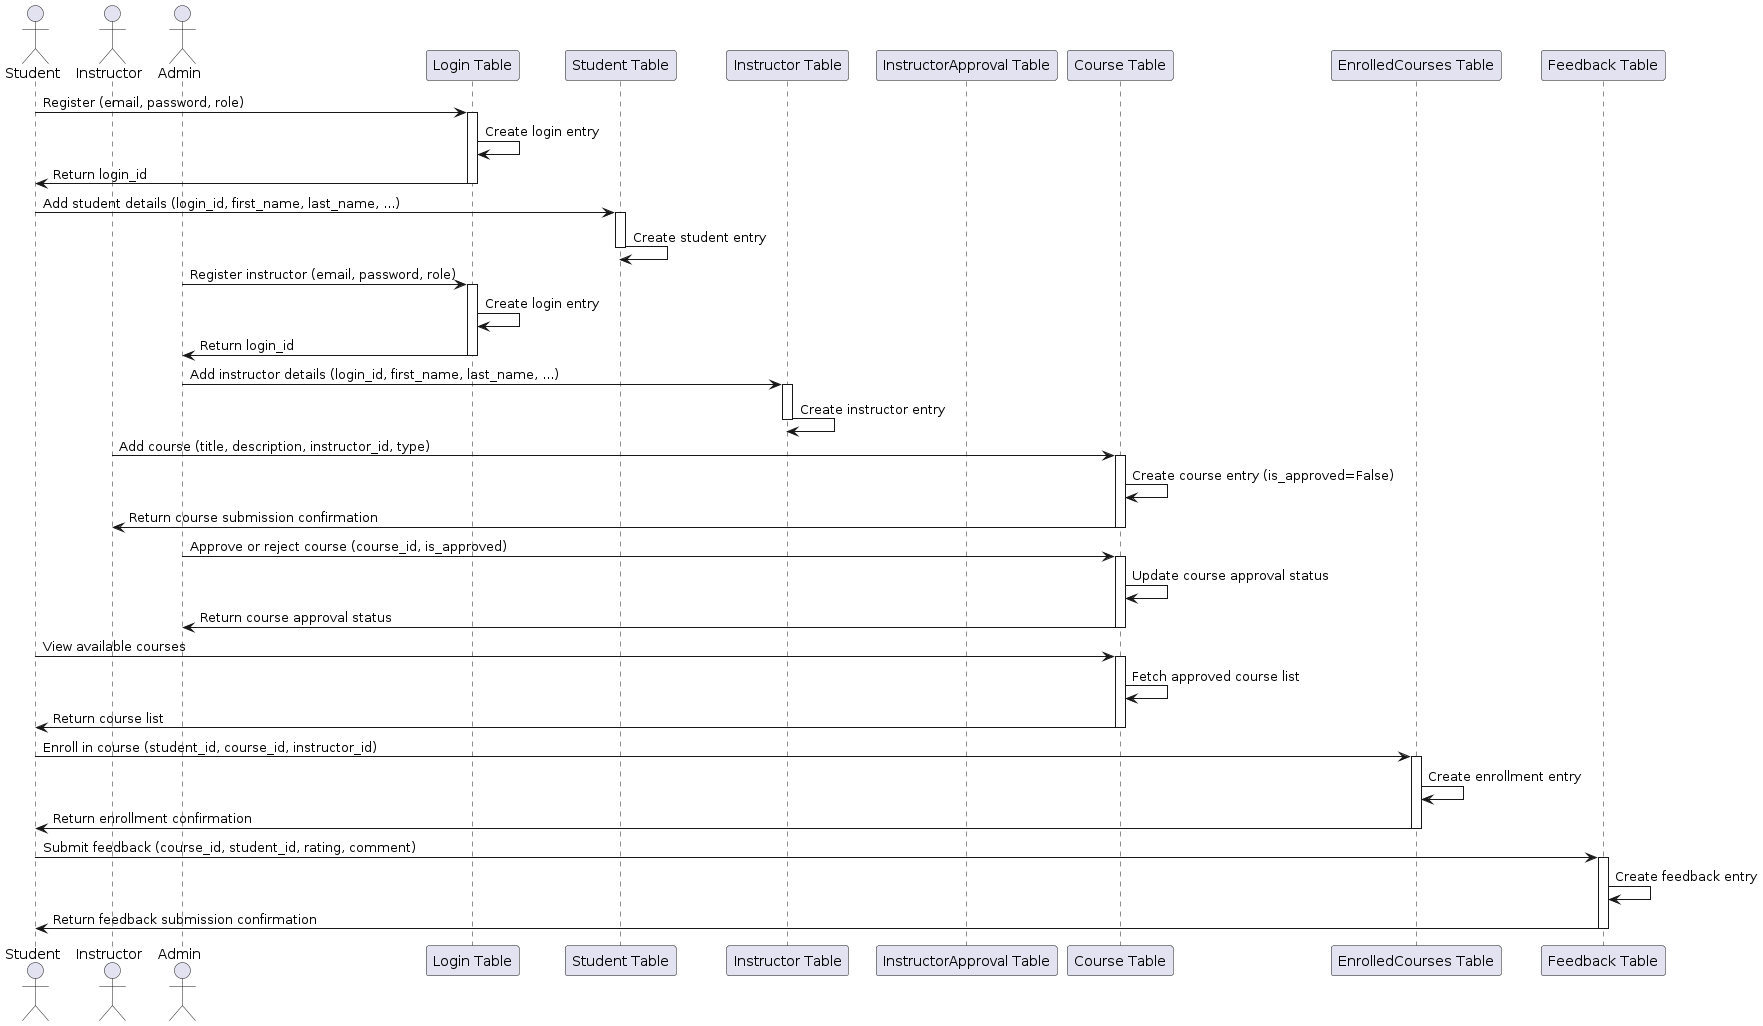 Student
Instructor
Admin
Login Table
Student Table
Instructor Table
InstructorApproval Table
Course Table
EnrolledCourses Table
Feedback Table
Register (email, password, role)
Create login entry
Return login_id
Add student details (login_id, first_name, last_name, ...)
Create student entry
Register instructor (email, password, role)
Create login entry
Return login_id
Add instructor details (login_id, first_name, last_name, ...)
Create instructor entry
Add course (title, description, instructor_id, type)
Create course entry (is_approved=False)
Return course submission confirmation
Approve or reject course (course_id, is_approved)
Update course approval status
Return course approval status
View available courses
Fetch approved course list
Return course list
Enroll in course (student_id, course_id, instructor_id)
Create enrollment entry
Return enrollment confirmation
Submit feedback (course_id, student_id, rating, comment)
Create feedback entry
Return feedback submission confirmation
Student
Instructor
Admin
Login Table
Student Table
Instructor Table
InstructorApproval Table
Course Table
EnrolledCourses Table
Feedback Table